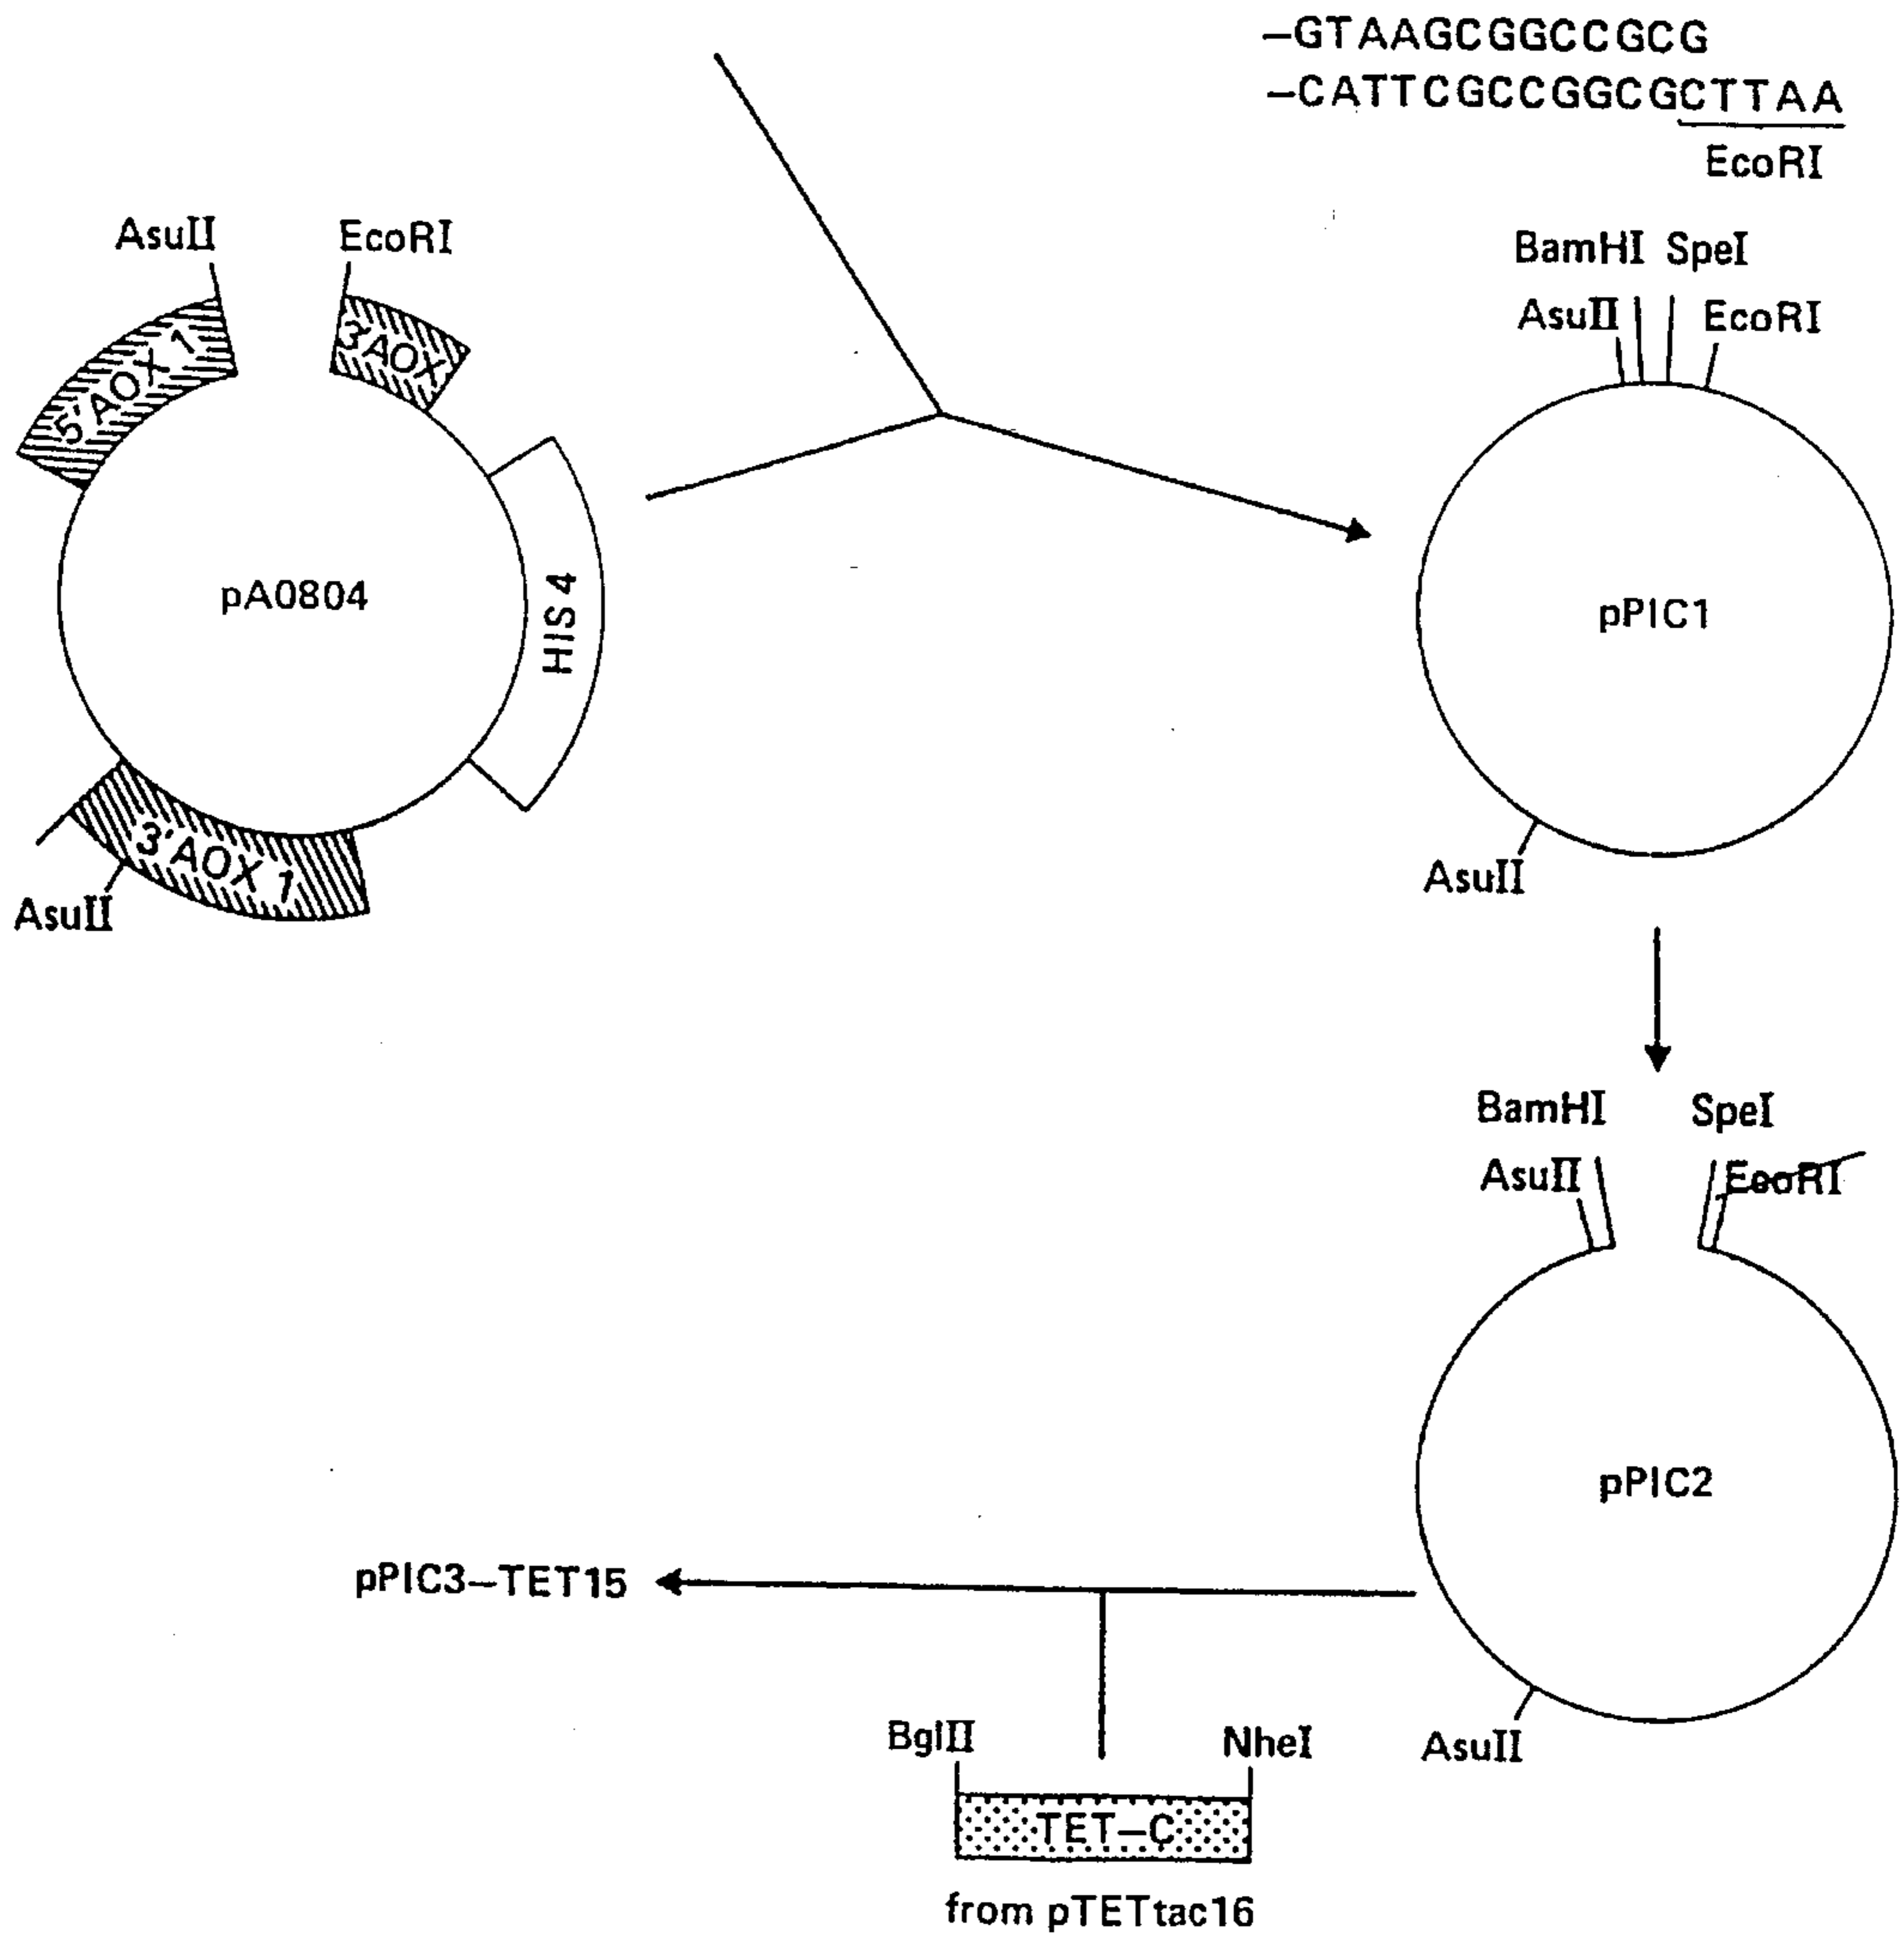 –GTAAGCGGCCGCG
–CATTCGCCGGCGCTTAA
EcoRI
AsuII EcoRI
5'AOX 1
3'AOX
pA0804
HIS 4
3'AOX 1
AsuII
BamHI SpeI
AsuII EcoRI
pPIC1
AsuII
BamHI SpeI
AsuII EcoRI
pPIC2
AsuII
pPIC3–TET15
BglII NheI
TET–C
from pTETtac16